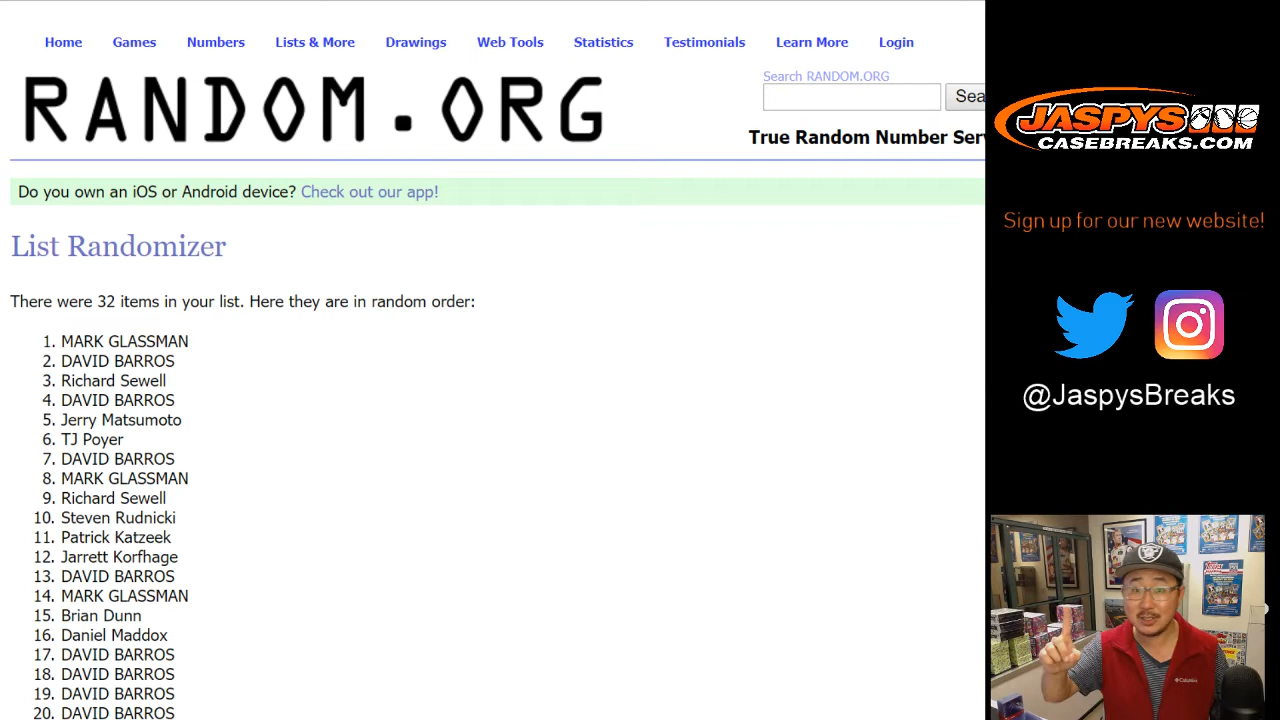 Home Games Numbers Lists & More Drawings Web Tools Statistics Testimonials Learn More Login
RANDOM.ORG
Search RANDOM.ORG
Sea
True Random Number Ser
Do you own an iOS or Android device? Check out our app!
List Randomizer
There were 32 items in your list. Here they are in random order:
1. MARK GLASSMAN
2. DAVID BARROS
3. Richard Sewell
4. DAVID BARROS
5. Jerry Matsumoto
6. TJ Poyer
7. DAVID BARROS
8. MARK GLASSMAN
9. Richard Sewell
10. Steven Rudnicki
11. Patrick Katzeek
12. Jarrett Korfhage
13. DAVID BARROS
14. MARK GLASSMAN
15. Brian Dunn
16. Daniel Maddox
17. DAVID BARROS
18. DAVID BARROS
19. DAVID BARROS
20. DAVID BARROS
JASPYS
CASEBREAKS.COM
Sign up for our new website!
@JaspysBreaks
Topps
Columbia